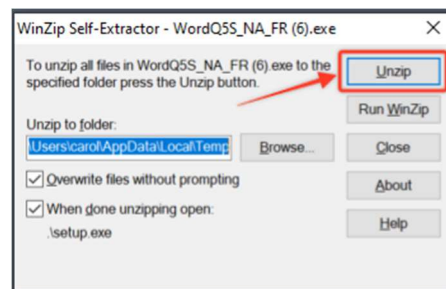 WinZip Self-Extractor - WordQ5S_NA_FR (6).exe
To unzip all files in WordQ5S_NA_FR (6).exe to the
specified folder press the Unzip button.
Unzip
Run WinZip
Unzip to folder:
\Users\carol\AppData\Local\Temp
Browse...
Close
Overwrite files without prompting
About
When done unzipping open:
.\setup.exe
Help